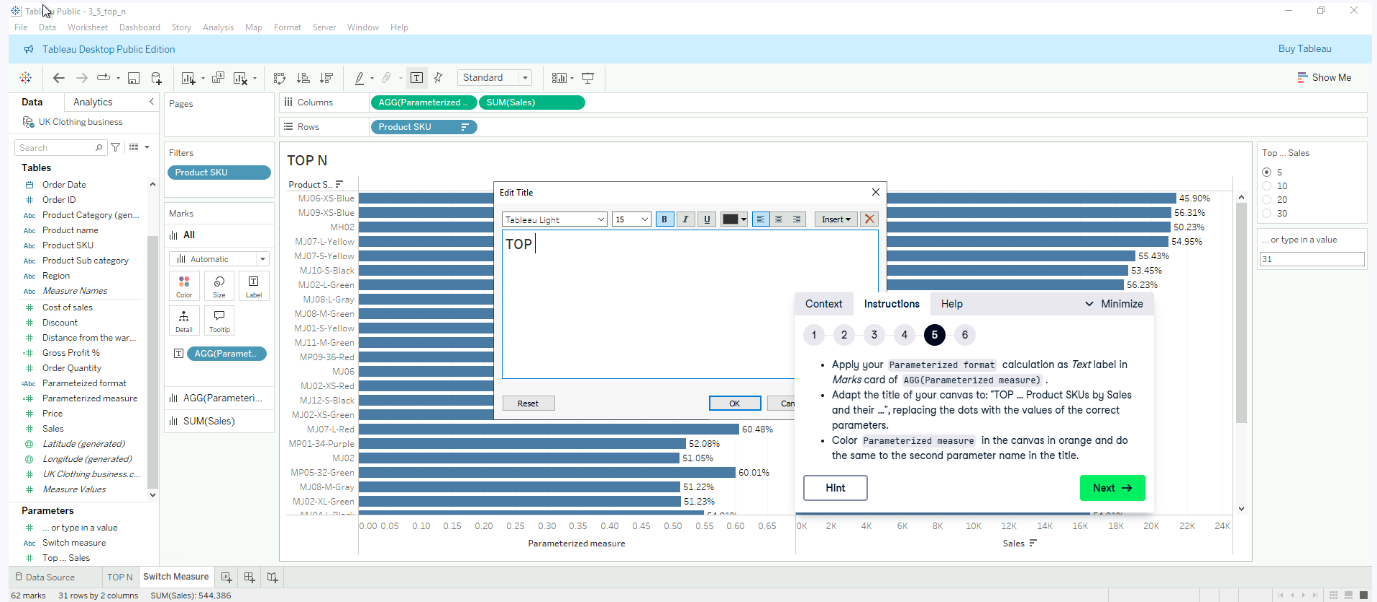 Tableau Public - 3_5_top_n
File Data Worksheet Dashboard Story Analysis Map Format Server Window Help
Tableau Desktop Public Edition Buy Tableau
Standard Show Me
Data Analytics
UK Clothing business
Search
Tables
Order Date
Order ID
Abc Product Category (gen...
Abc Product name
Abc Product SKU
Abc Product Sub category
Abc Region
Abc Measure Names
# Cost of sales
# Discount
# Distance from the war...
=# Gross Profit %
# Order Quantity
=Abc Parameteized format
=# Parameterized measure
# Price
# Sales
Latitude (generated)
Longitude (generated)
# UK Clothing business.c...
# Measure Values
Parameters
# ... or type in a value
Abc Switch measure
# Top ... Sales
Pages
Filters
Product SKU
Marks
All
Automatic
Color Size Label
Detail Tooltip
AGG(Paramet..
AGG(Parameteri...
SUM(Sales)
Columns AGG(Parameterized .. SUM(Sales)
Rows Product SKU
TOP N
Product S..
MJ06-XS-Blue 45.90%
MJ09-XS-Blue 56.31%
MH02 50.23%
MJ07-L-Yellow 54.95%
MJ07-S-Yellow 55.43%
MJ10-S-Black 53.45%
MJ02-L-Green 56.23%
MJ08-L-Gray
MJ08-M-Green
MJ01-S-Yellow
MJ11-M-Green
MP09-36-Red
MJ06
MJ02-XS-Red
MJ12-S-Black
MJ02-XS-Green
MJ07-L-Red 60.48%
MP01-34-Purple 52.08%
MJ02 51.05%
MP05-32-Green 60.01%
MJ08-M-Gray 51.22%
MJ02-XL-Green 51.23%
0.00 0.05 0.10 0.15 0.20 0.25 0.30 0.35 0.40 0.45 0.50 0.55 0.60 0.65
Parameterized measure
0K 2K 4K 6K 8K 10K 12K 14K 16K 18K 20K 22K 24K
Sales
Edit Title
Tableau Light 15 B I U Insert
TOP
Reset OK Can
Context Instructions Help Minimize
1 2 3 4 5 6
• Apply your Parameterized format calculation as Text label in
Marks card of AGG(Parameterized measure) .
• Adapt the title of your canvas to: "TOP ... Product SKUs by Sales
and their ...", replacing the dots with the values of the correct
parameters.
• Color Parameterized measure in the canvas in orange and do
the same to the second parameter name in the title.
Hint Next →
Top ... Sales
5
10
20
30
... or type in a value
31
Data Source TOP N Switch Measure
62 marks 31 rows by 2 columns SUM(Sales): 544,386